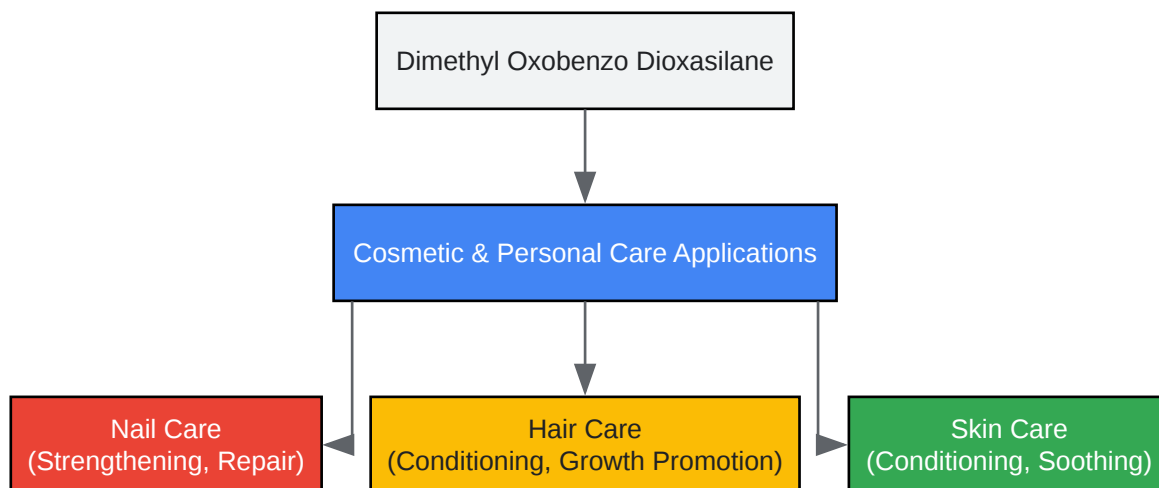 Dimethyl Oxobenzo Dioxasilane
Cosmetic & Personal Care Applications
Nail Care
(Strengthening, Repair)
Hair Care
(Conditioning, Growth Promotion)
Skin Care
(Conditioning, Soothing)